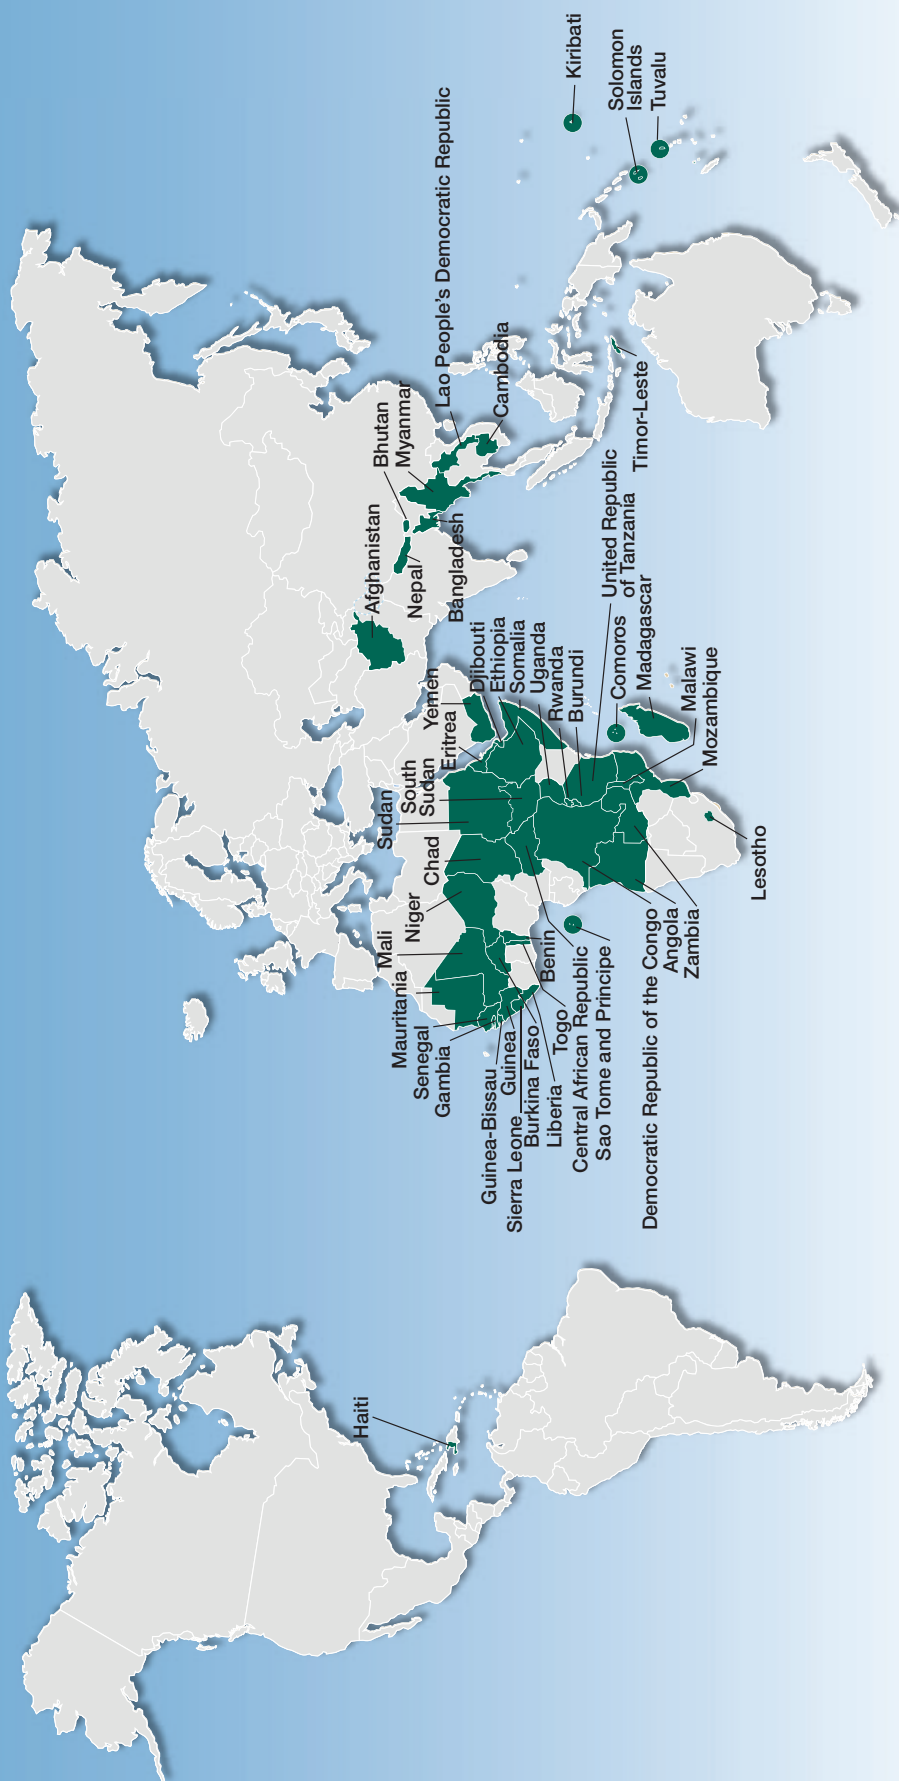 Haiti
Mauritania
Senegal
Gambia
Guinea-Bissau
Guinea
Sierra Leone
Burkina Faso
Liberia
Togo
Benin
Central African Republic
Sao Tome and Principe
Democratic Republic of the Congo
Angola
Zambia
Lesotho
Mali
Niger
Chad
Sudan
South
Sudan
Eritrea
Yemen
Djibouti
Ethiopia
Somalia
Uganda
Rwanda
Burundi
United Republic
of Tanzania
Comoros
Madagascar
Malawi
Mozambique
Afghanistan
Nepal
Bangladesh
Bhutan
Myanmar
Lao People's Democratic Republic
Cambodia
Timor-Leste
Kiribati
Solomon
Islands
Tuvalu